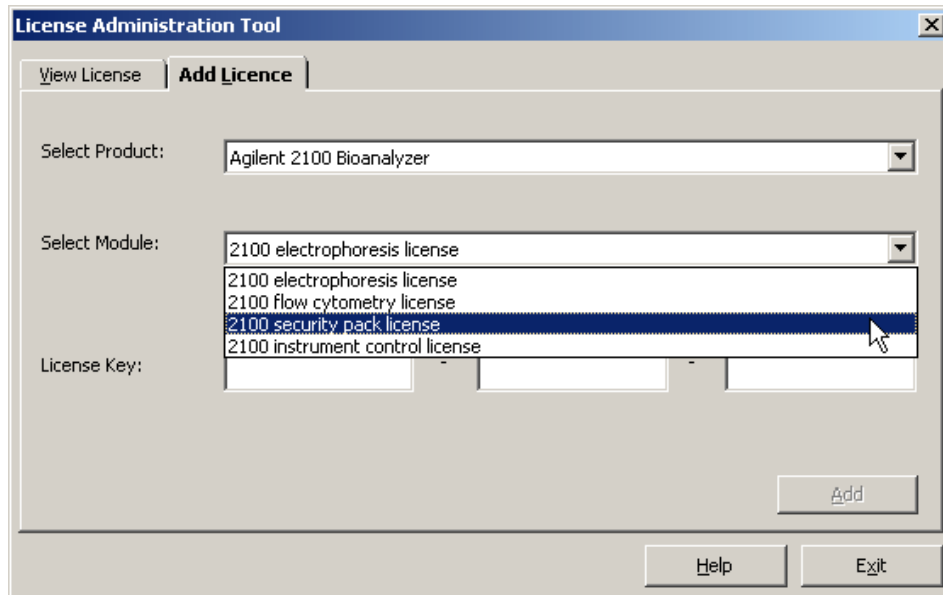 License Administration Tool
View License
Add Licence
Select Product:
Agilent 2100 Bioanalyzer
Select Module:
2100 electrophoresis license
2100 electrophoresis license
2100 flow cytometry license
2100 security pack license
2100 instrument control license
License Key:
- -
Add
Help
Exit